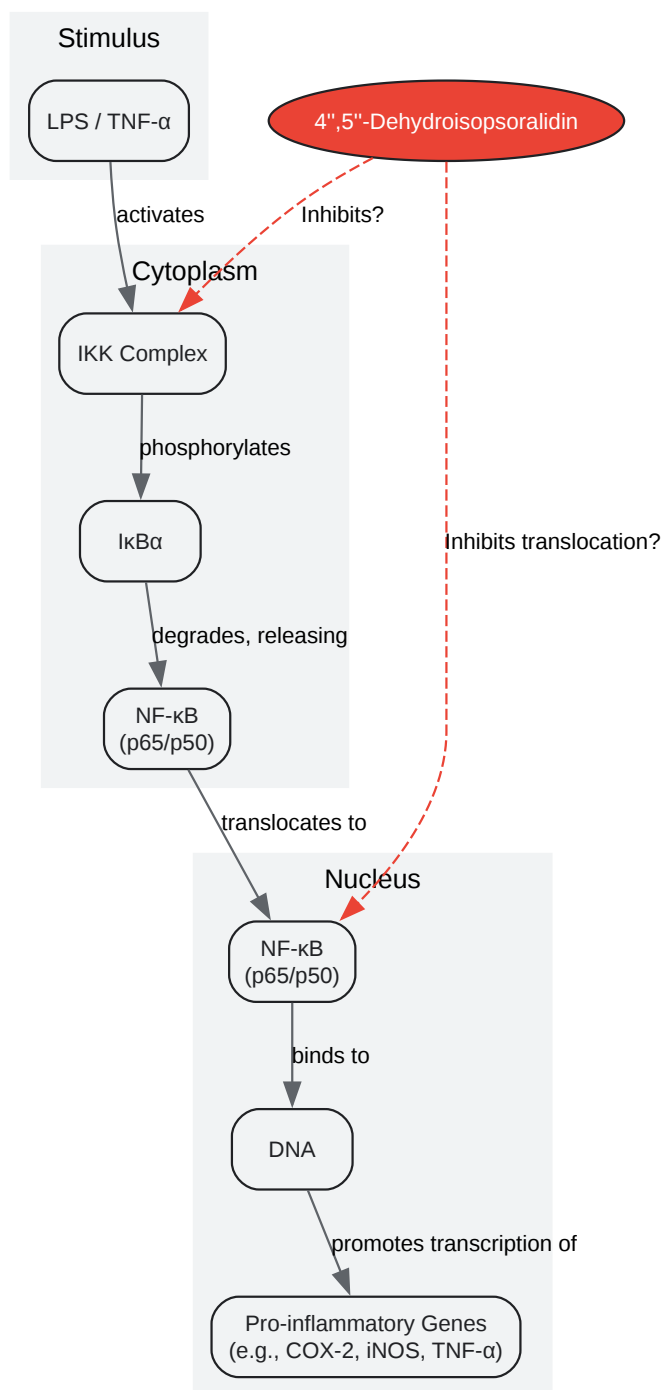 Stimulus
LPS / TNF-α
4'',5''-Dehydroisopsoralidin
activates
Inhibits?
Cytoplasm
IKK Complex
phosphorylates
IκBα
Inhibits translocation?
degrades, releasing
NF-κB
(p65/p50)
translocates to
Nucleus
NF-κB
(p65/p50)
binds to
DNA
promotes transcription of
Pro-inflammatory Genes
(e.g., COX-2, iNOS, TNF-α)